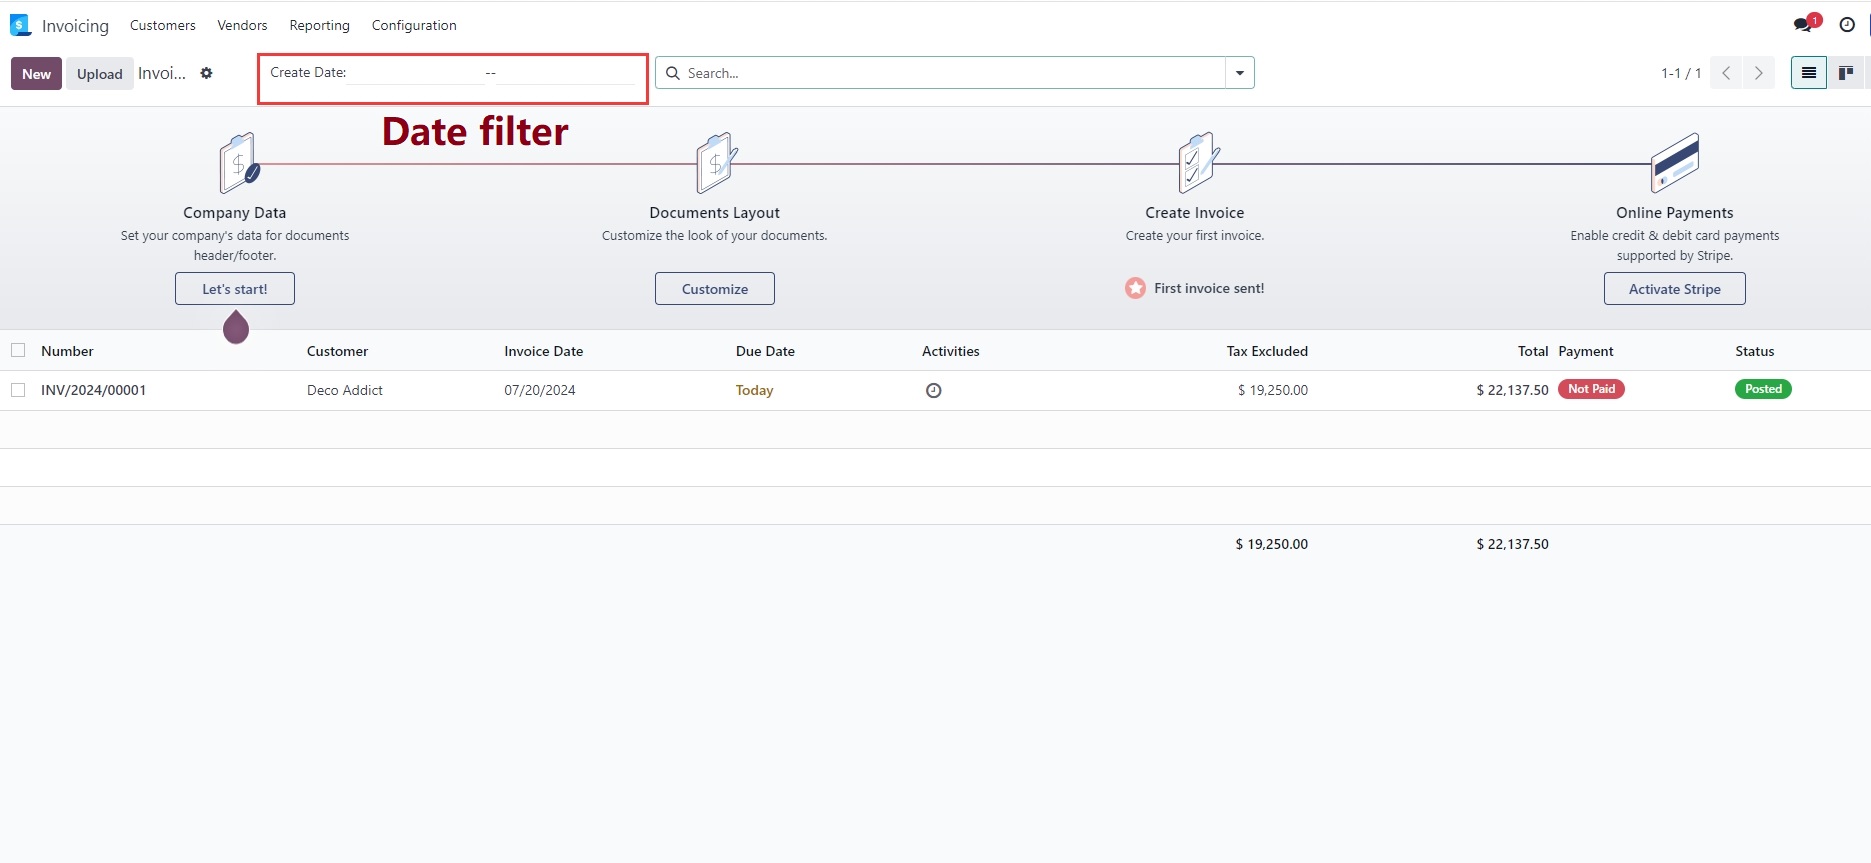 Invoicing Customers Vendors Reporting Configuration 1
New Upload Invoi... Create Date: -- Search... 1-1 / 1
Date filter
$ $
Company Data Documents Layout Create Invoice Online Payments
Set your company's data for documents Customize the look of your documents. Create your first invoice. Enable credit & debit card payments
header/footer. supported by Stripe.
Let's start! Customize First invoice sent! Activate Stripe
Number Customer Invoice Date Due Date Activities Tax Excluded Total Payment Status
INV/2024/00001 Deco Addict 07/20/2024 Today $ 19,250.00 $ 22,137.50 Not Paid Posted
$ 19,250.00 $ 22,137.50